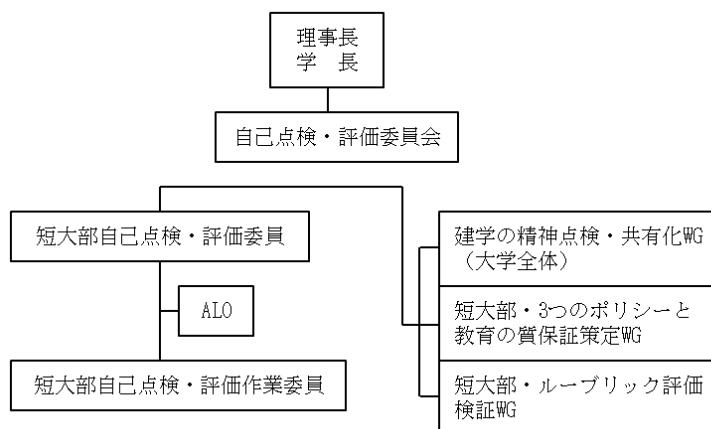 理事長
学　長
自己点検・評価委員会
短大部自己点検・評価委員
ALO
短大部自己点検・評価作業委員
建学の精神点検・共有化WG
（大学全体）
短大部・3つのポリシーと
教育の質保証策定WG
短大部・ルーブリック評価
検証WG